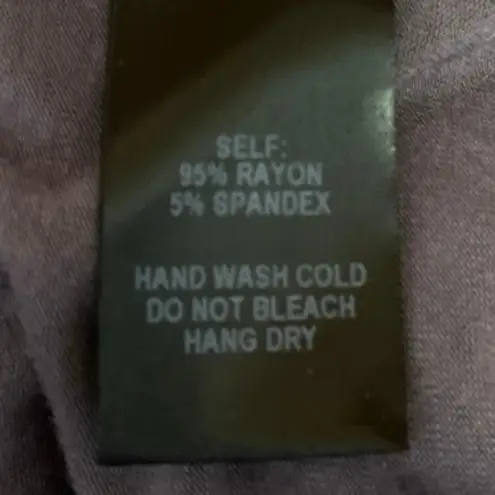 SELF:
95% RAYON
5% SPANDEX
HAND WASH COLD
DO NOT BLEACH
HANG DRY